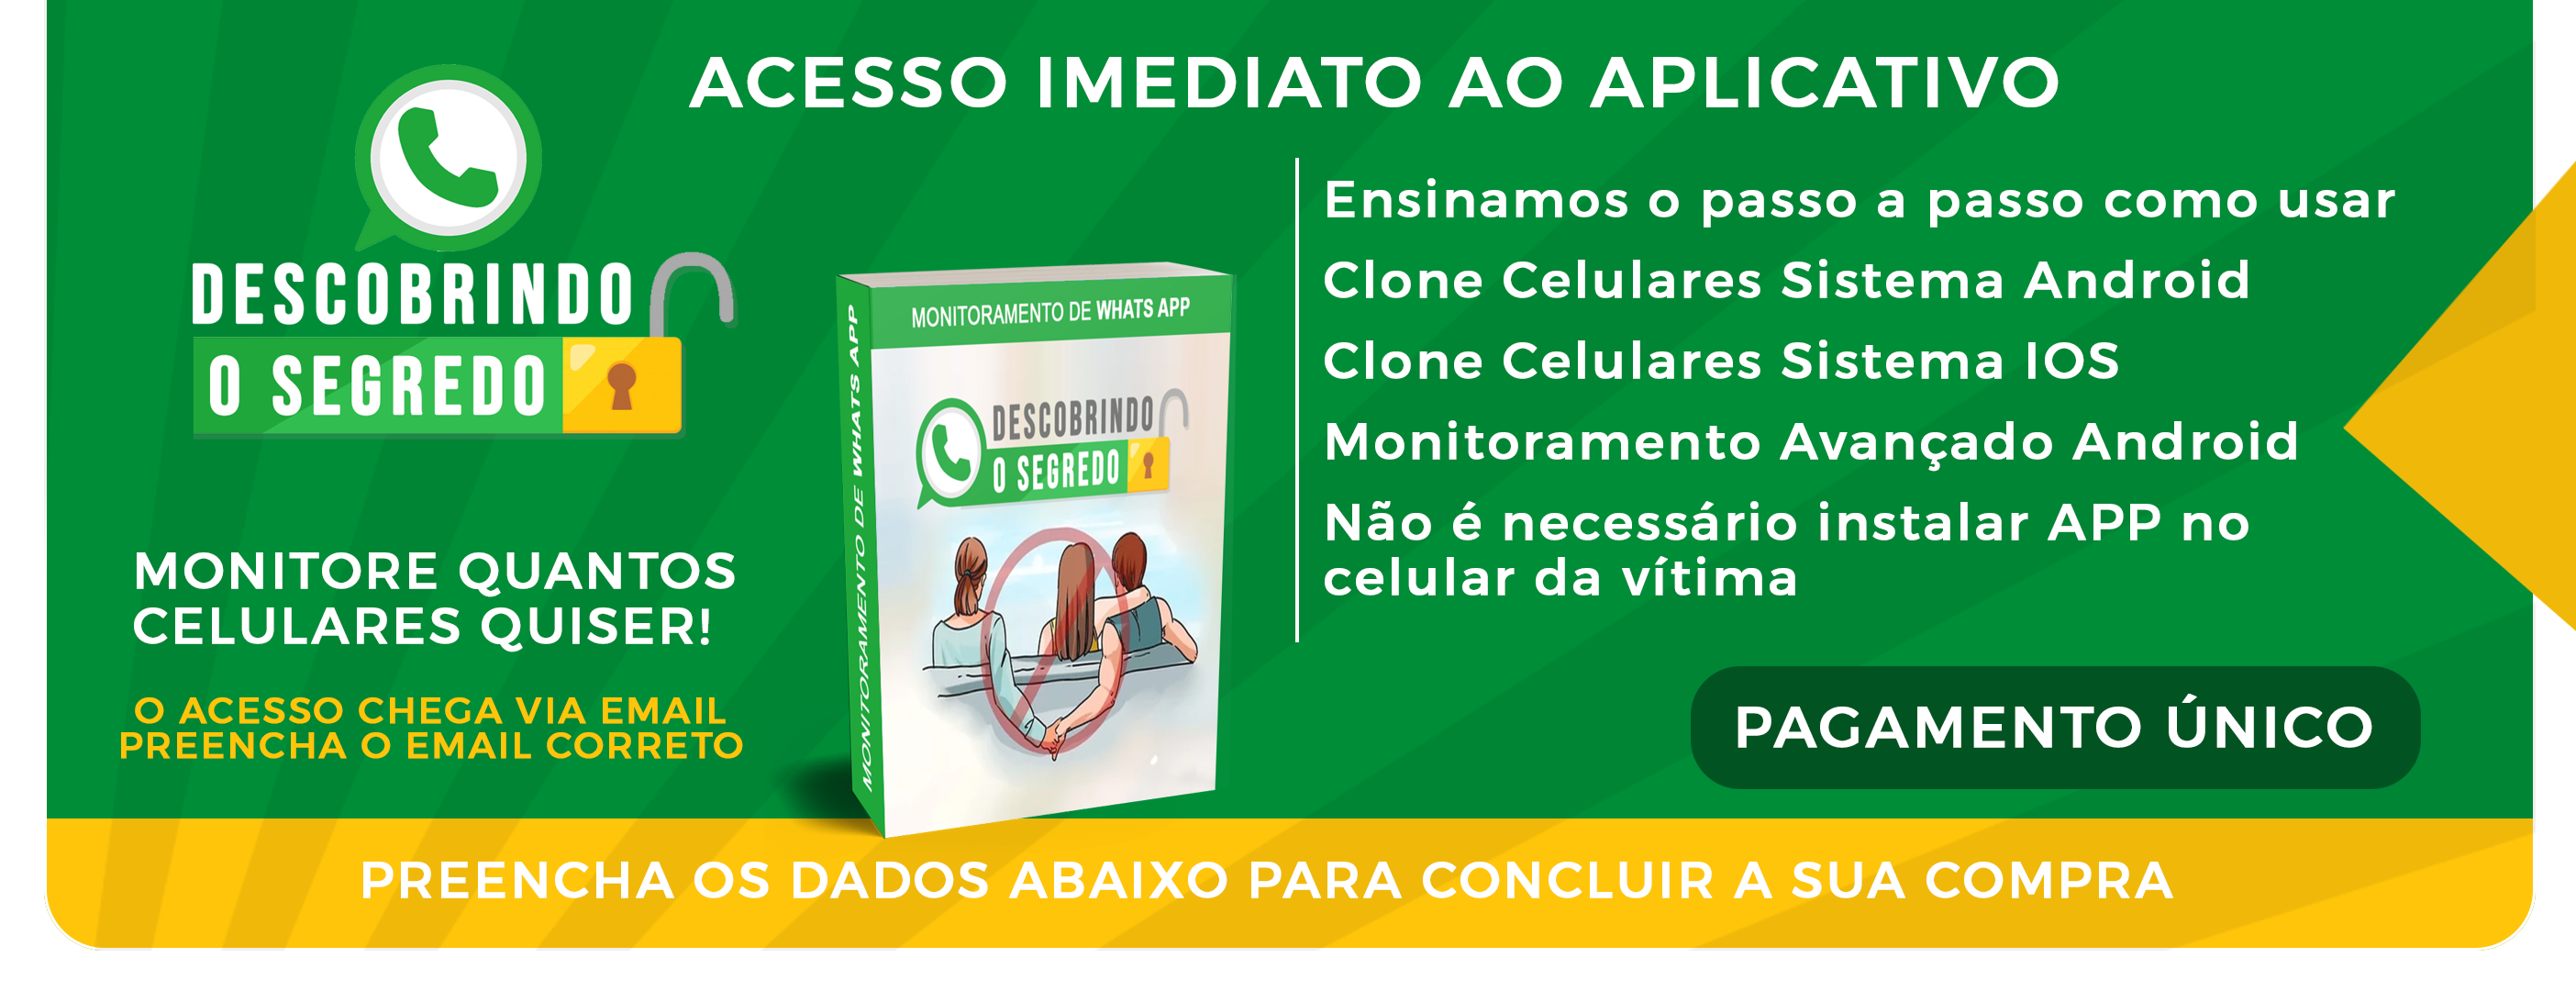 ACESSO IMEDIATO AO APLICATIVO
DESCOBRINDO
O SEGREDO
MONITORE QUANTOS
CELULARES QUISER!
O ACESSO CHEGA VIA EMAIL
PREENCHA O EMAIL CORRETO
MONITORAMENTO DE WHATS APP
MONITORAMENTO DE WHATS APP
DESCOBRINDO
O SEGREDO
Ensinamos o passo a passo como usar
Clone Celulares Sistema Android
Clone Celulares Sistema IOS
Monitoramento Avançado Android
Não é necessário instalar APP no
celular da vítima
PAGAMENTO ÚNICO
PREENCHA OS DADOS ABAIXO PARA CONCLUIR A SUA COMPRA